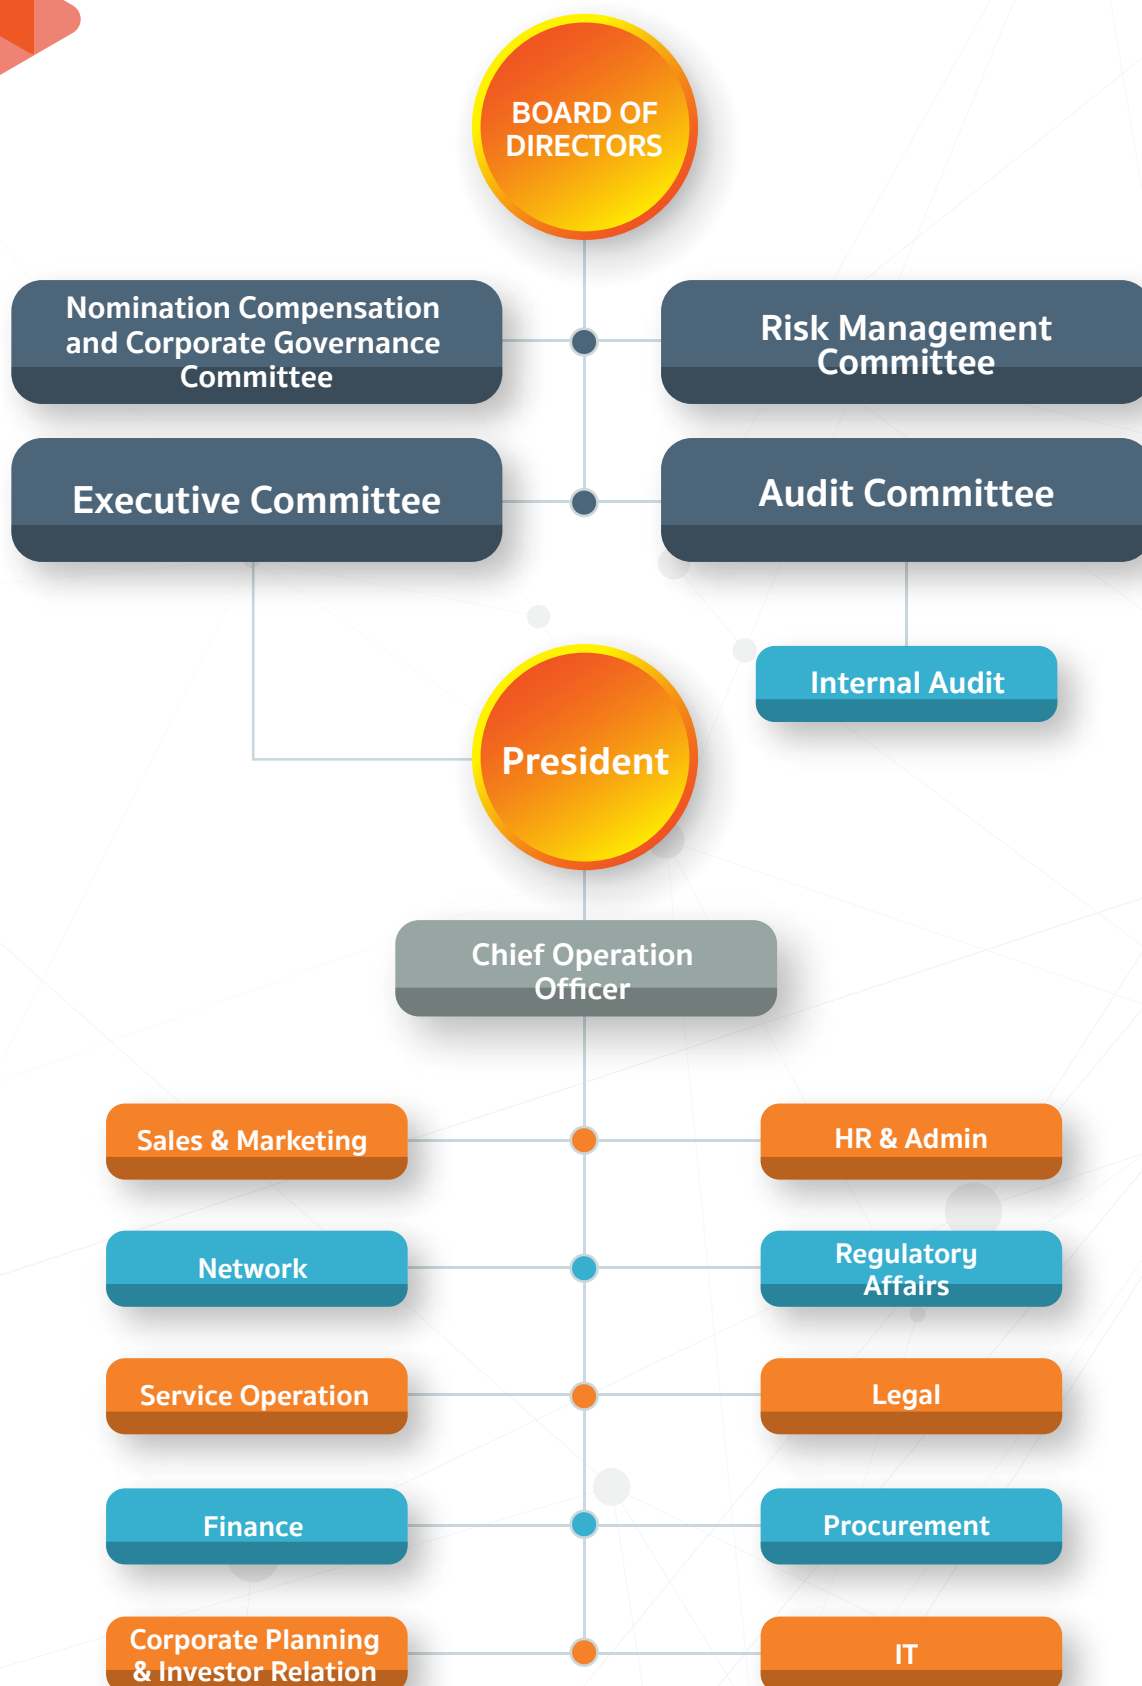 BOARD OF
DIRECTORS
Nomination Compensation
and Corporate Governance
Committee
Risk Management
Committee
Executive Committee
Audit Committee
Internal Audit
President
Chief Operation
Officer
Sales & Marketing
HR & Admin
Network
Regulatory
Affairs
Service Operation
Legal
Finance
Procurement
Corporate Planning
& Investor Relation
IT